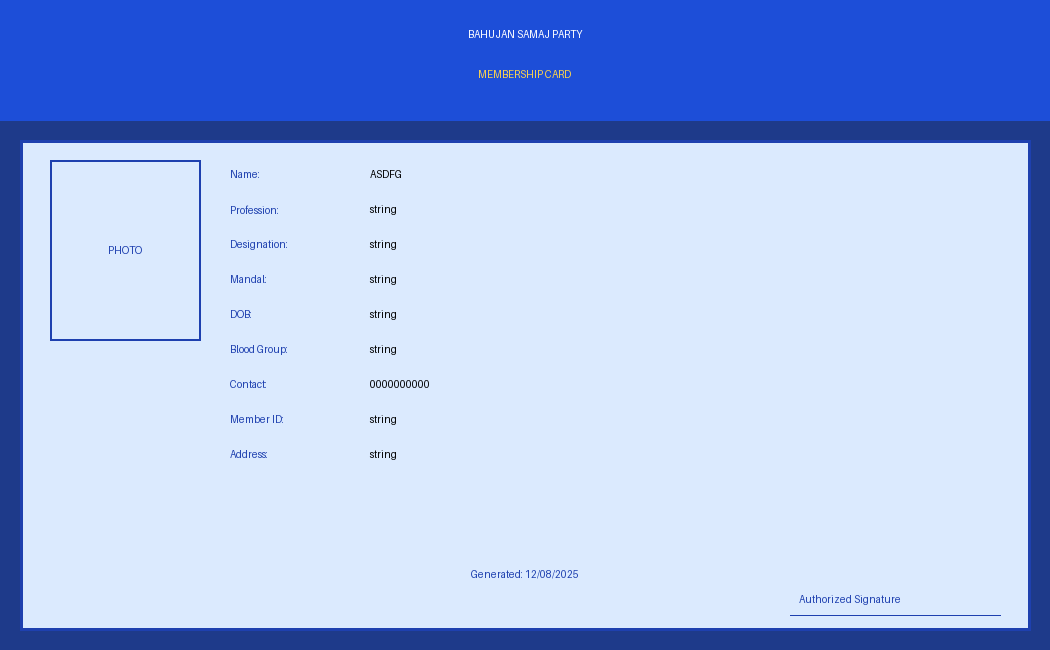 BAHUJAN SAMAJ PARTY
MEMBERSHIP CARD
PHOTO
Name: ASDFG
Profession: string
Designation: string
Mandal: string
DOB: string
Blood Group: string
Contact: 0000000000
Member ID: string
Address: string
Generated: 12/08/2025
Authorized Signature